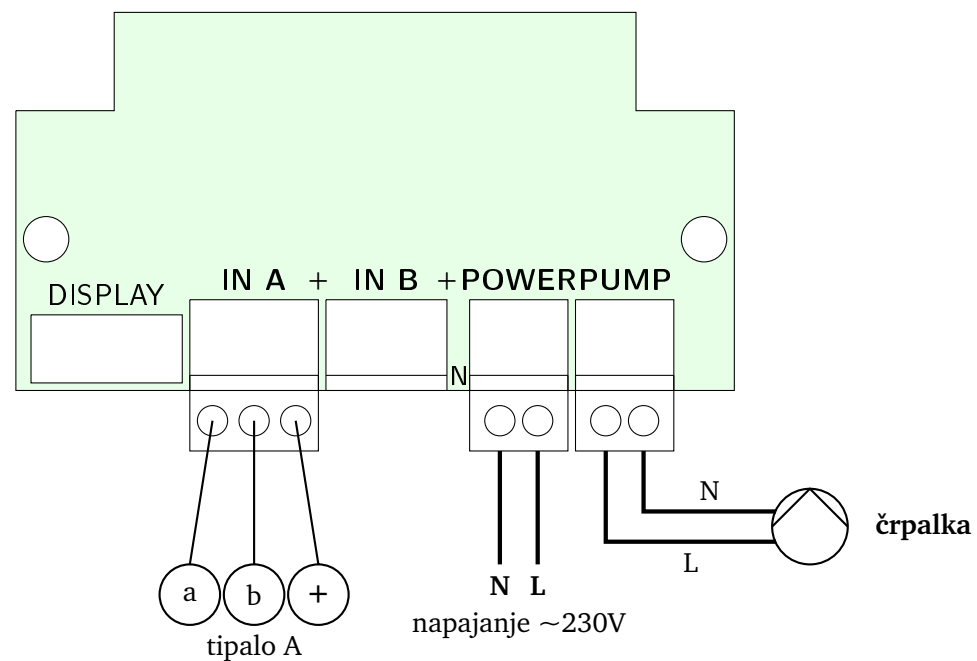 IN A + IN B + POWER PUMP
DISPLAY
N
N
črpalka
L
a b +
N L
napajanje ~230V
tipalo A